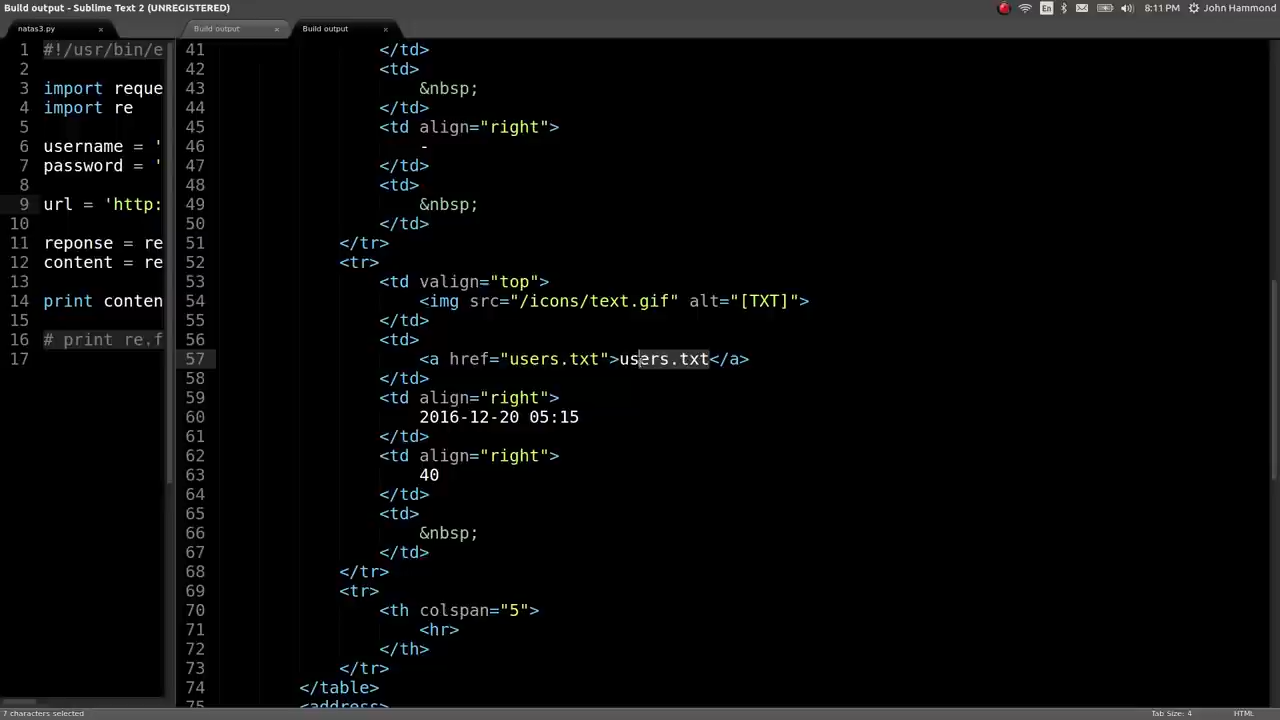 Build output - Sublime Text 2 (UNREGISTERED)
En
8:11 PM
John Hammond
natas3.py
Build output
Build output
1 #!/usr/bin/e
2
3 import reque
4 import re
5
6 username = '
7 password = '
8
9 url = 'http:
10
11 reponse = re
12 content = re
13
14 print conten
15
16 # print re.f
17
41 </td>
42 <td>
43 &nbsp;
44 </td>
45 <td align="right">
46 -
47 </td>
48 <td>
49 &nbsp;
50 </td>
51 </tr>
52 <tr>
53 <td valign="top">
54 <img src="/icons/text.gif" alt="[TXT]">
55 </td>
56 <td>
57 <a href="users.txt">users.txt</a>
58 </td>
59 <td align="right">
60 2016-12-20 05:15
61 </td>
62 <td align="right">
63 40
64 </td>
65 <td>
66 &nbsp;
67 </td>
68 </tr>
69 <tr>
70 <th colspan="5">
71 <hr>
72 </th>
73 </tr>
74 </table>
75 <address>
7 characters selected
Tab Size: 4
HTML